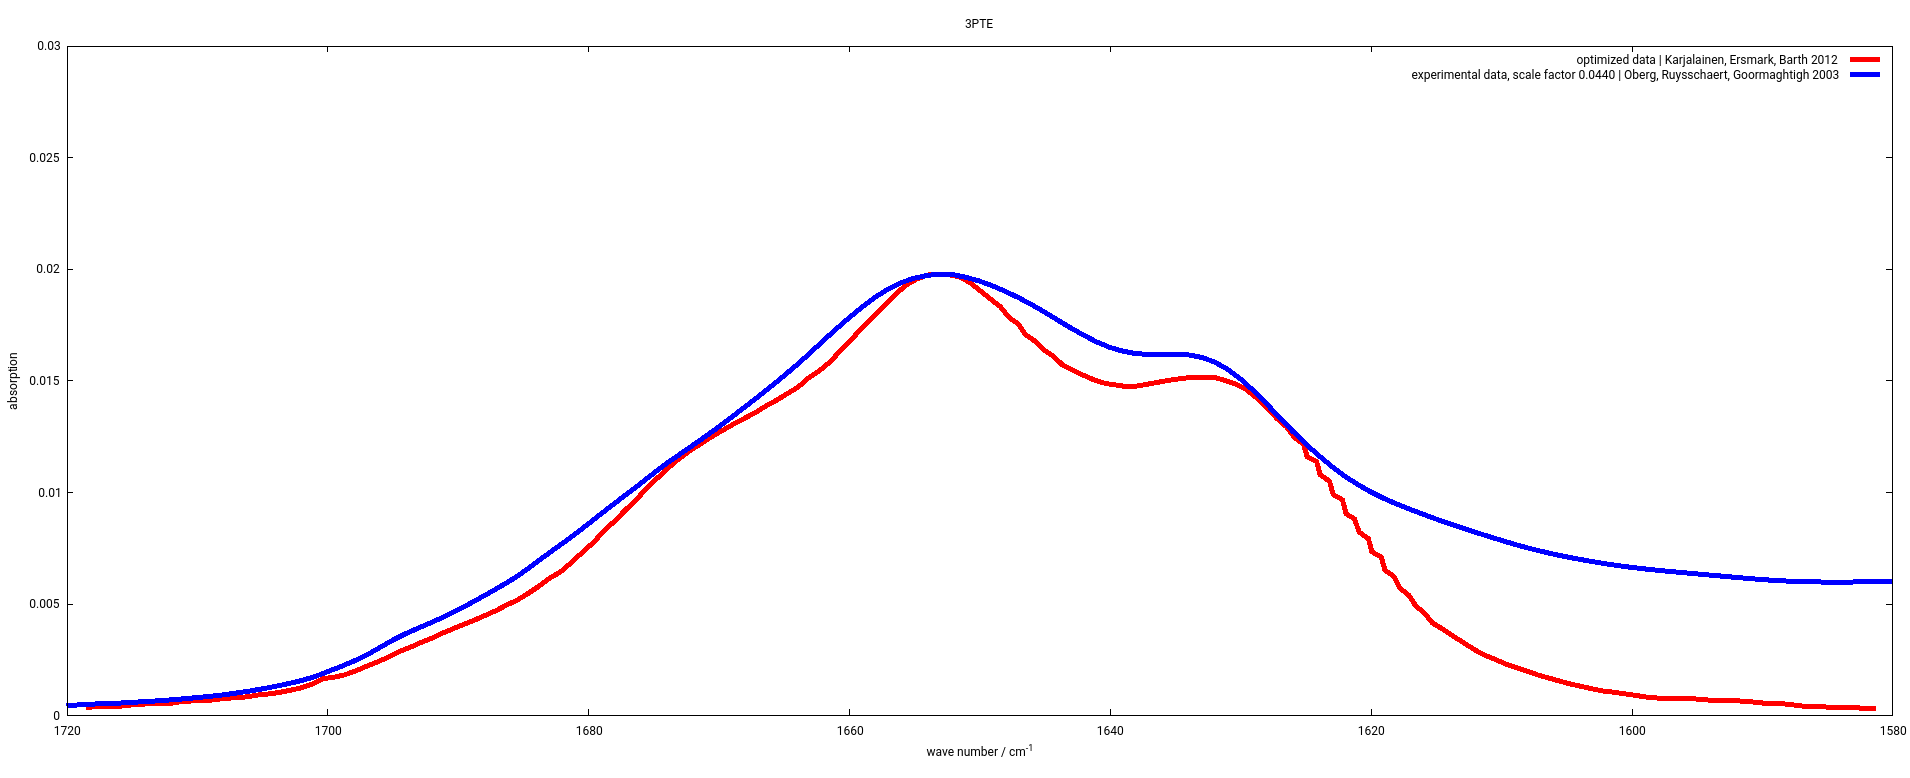 3PTE
0.03
optimized data | Karjalainen, Ersmark, Barth 2012
experimental data, scale factor 0.0440 | Oberg, Ruysschaert, Goormaghtigh 2003
0.025
0.02
0.015
0.01
0.005
0
absorption
1720 1700 1680 1660 1640 1620 1600 1580
wave number / cm⁻¹